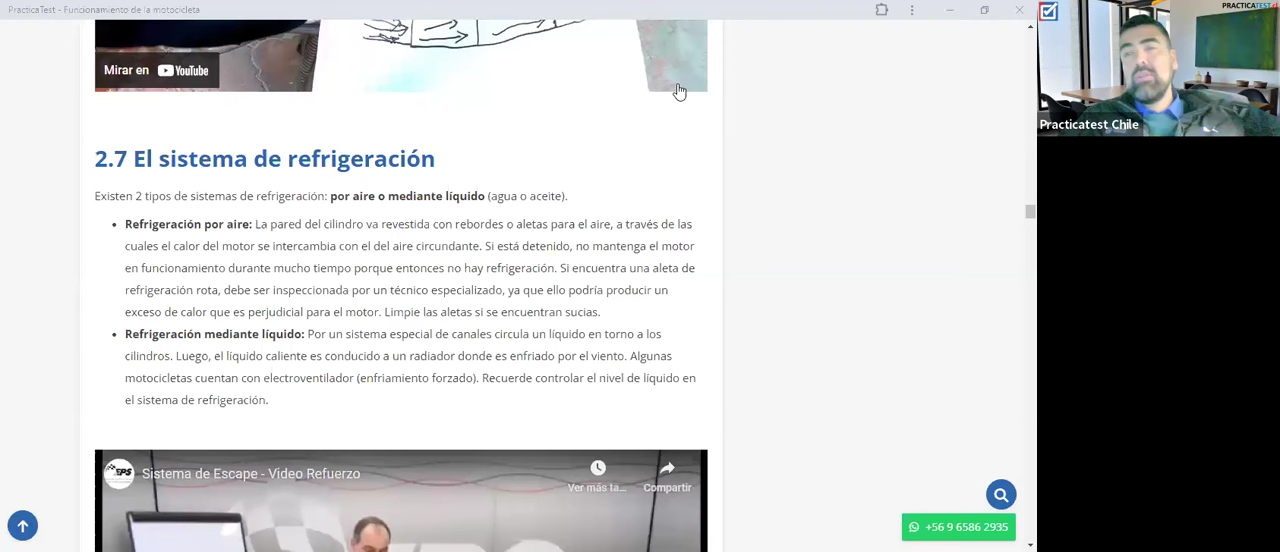 PracticaTest - Funcionamiento de la motocicleta
PRACTICATEST.cl
Mirar en YouTube
Practicatest Chile
2.7 El sistema de refrigeración
Existen 2 tipos de sistemas de refrigeración: por aire o mediante líquido (agua o aceite).
• Refrigeración por aire: La pared del cilindro va revestida con rebordes o aletas para el aire, a través de las
cuales el calor del motor se intercambia con el del aire circundante. Si está detenido, no mantenga el motor
en funcionamiento durante mucho tiempo porque entonces no hay refrigeración. Si encuentra una aleta de
refrigeración rota, debe ser inspeccionada por un técnico especializado, ya que ello podría producir un
exceso de calor que es perjudicial para el motor. Limpie las aletas si se encuentran sucias.
• Refrigeración mediante líquido: Por un sistema especial de canales circula un líquido en torno a los
cilindros. Luego, el líquido caliente es conducido a un radiador donde es enfriado por el viento. Algunas
motocicletas cuentan con electroventilador (enfriamiento forzado). Recuerde controlar el nivel de líquido en
el sistema de refrigeración.
EPS
Sistema de Escape - Video Refuerzo
Ver más ta...
Compartir
+56 9 6586 2935